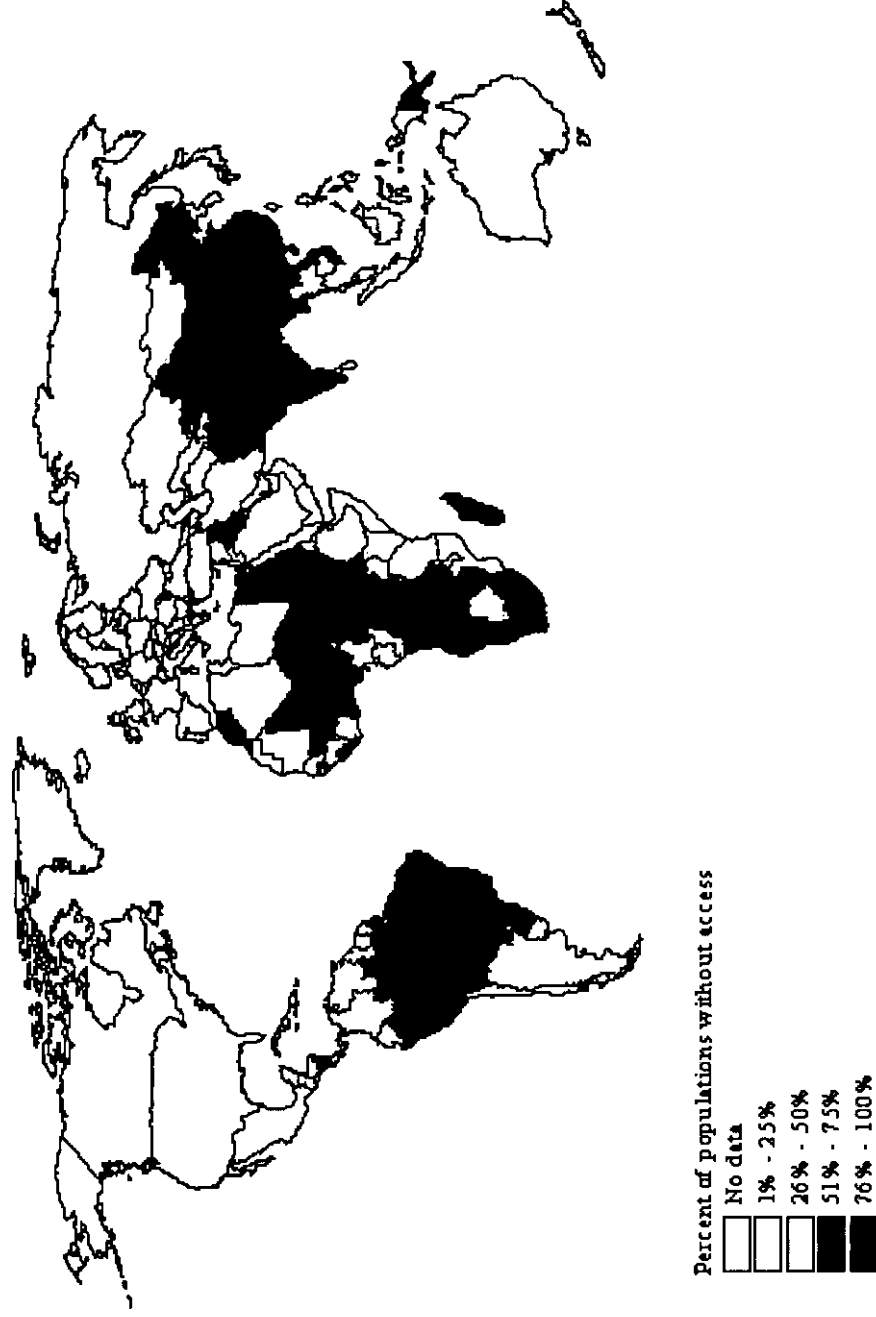 Percent of populations without access
No data
1% - 25%
26% - 50%
51% - 75%
76% - 100%